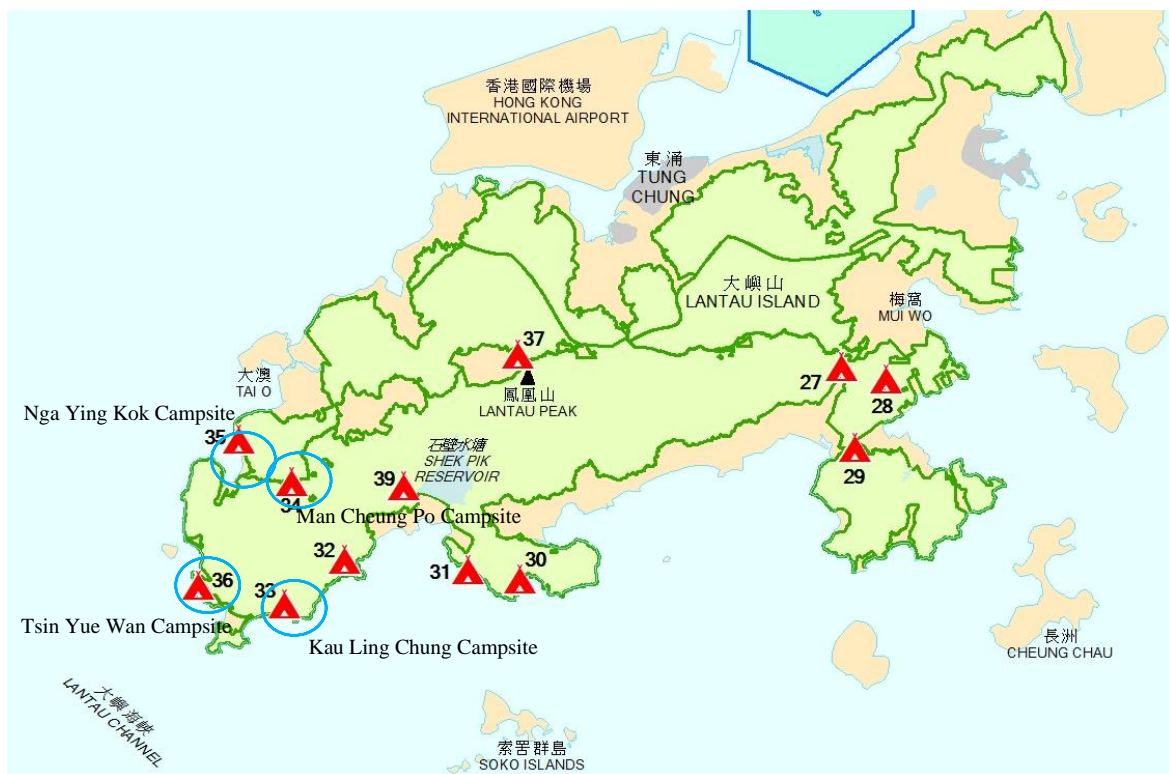 香港國際機場
HONG KONG
INTERNATIONAL AIRPORT
東涌
TUNG
CHUNG
大嶼山
LANTAU ISLAND
梅窩
MUI WO
37
鳳凰山
LANTAU PEAK
27
28
29
大澳
TAI O
Nga Ying Kok Campsite
35
石壁水塘
SHEK PIK
RESERVOIR
39
34
Man Cheung Po Campsite
32
31
30
36
33
Tsin Yue Wan Campsite
Kau Ling Chung Campsite
長洲
CHEUNG CHAU
大嶼海峽
LANTAU CHANNEL
索罟群島
SOKO ISLANDS